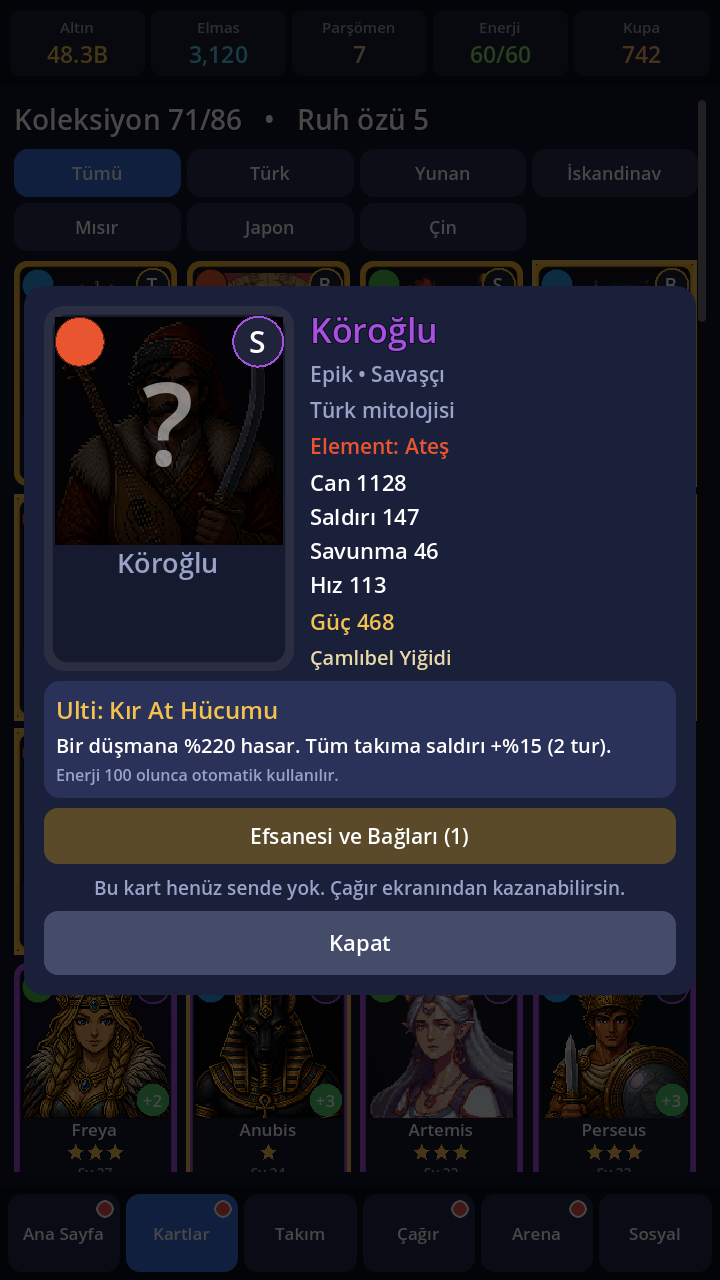 Altın
Elmas
Parşömen
Enerji
Kupa
48.3B
3,120
7
60/60
742
Koleksiyon 71/86 • Ruh özü 5
Tümü
Türk
Yunan
İskandinav
Mısır
Japon
Çin
T
B
S
B
S
?
Köroğlu
Köroğlu
Epik • Savaşçı
Türk mitolojisi
Element: Ateş
Can 1128
Saldırı 147
Savunma 46
Hız 113
Güç 468
Çamlıbel Yiğidi
Ulti: Kır At Hücumu
Bir düşmana %220 hasar. Tüm takıma saldırı +%15 (2 tur).
Enerji 100 olunca otomatik kullanılır.
Efsanesi ve Bağları (1)
Bu kart henüz sende yok. Çağır ekranından kazanabilirsin.
Kapat
+2
+3
+3
Freya
Anubis
Artemis
Perseus
Ana Sayfa
Kartlar
Takım
Çağır
Arena
Sosyal